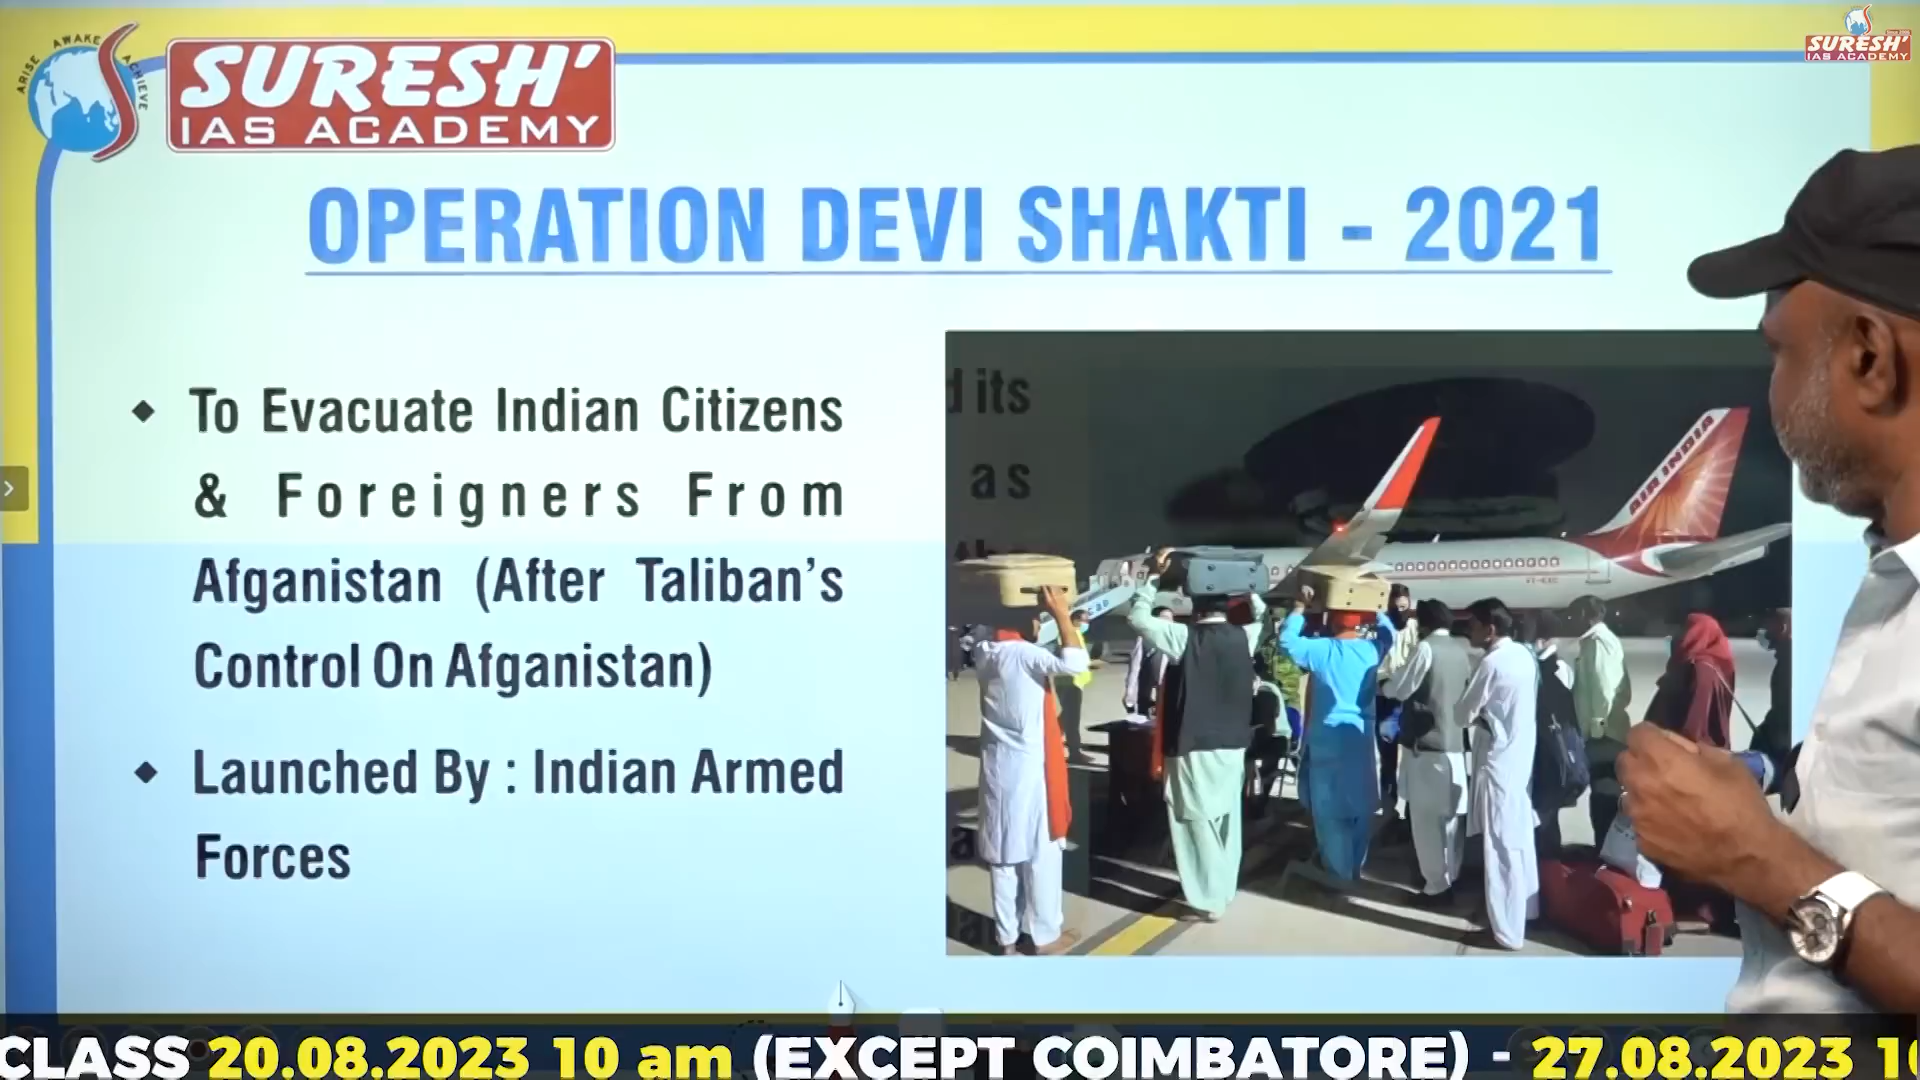 ARISE AWAKE ACHIEVE
SURESH'
IAS ACADEMY
SURESH'
IAS ACADEMY
OPERATION DEVI SHAKTI - 2021
To Evacuate Indian Citizens
& Foreigners From
Afganistan (After Taliban's
Control On Afganistan)
Launched By : Indian Armed
Forces
d its
as
AIR INDIA
CLASS 20.08.2023 10 am (EXCEPT COIMBATORE) - 27.08.2023 10